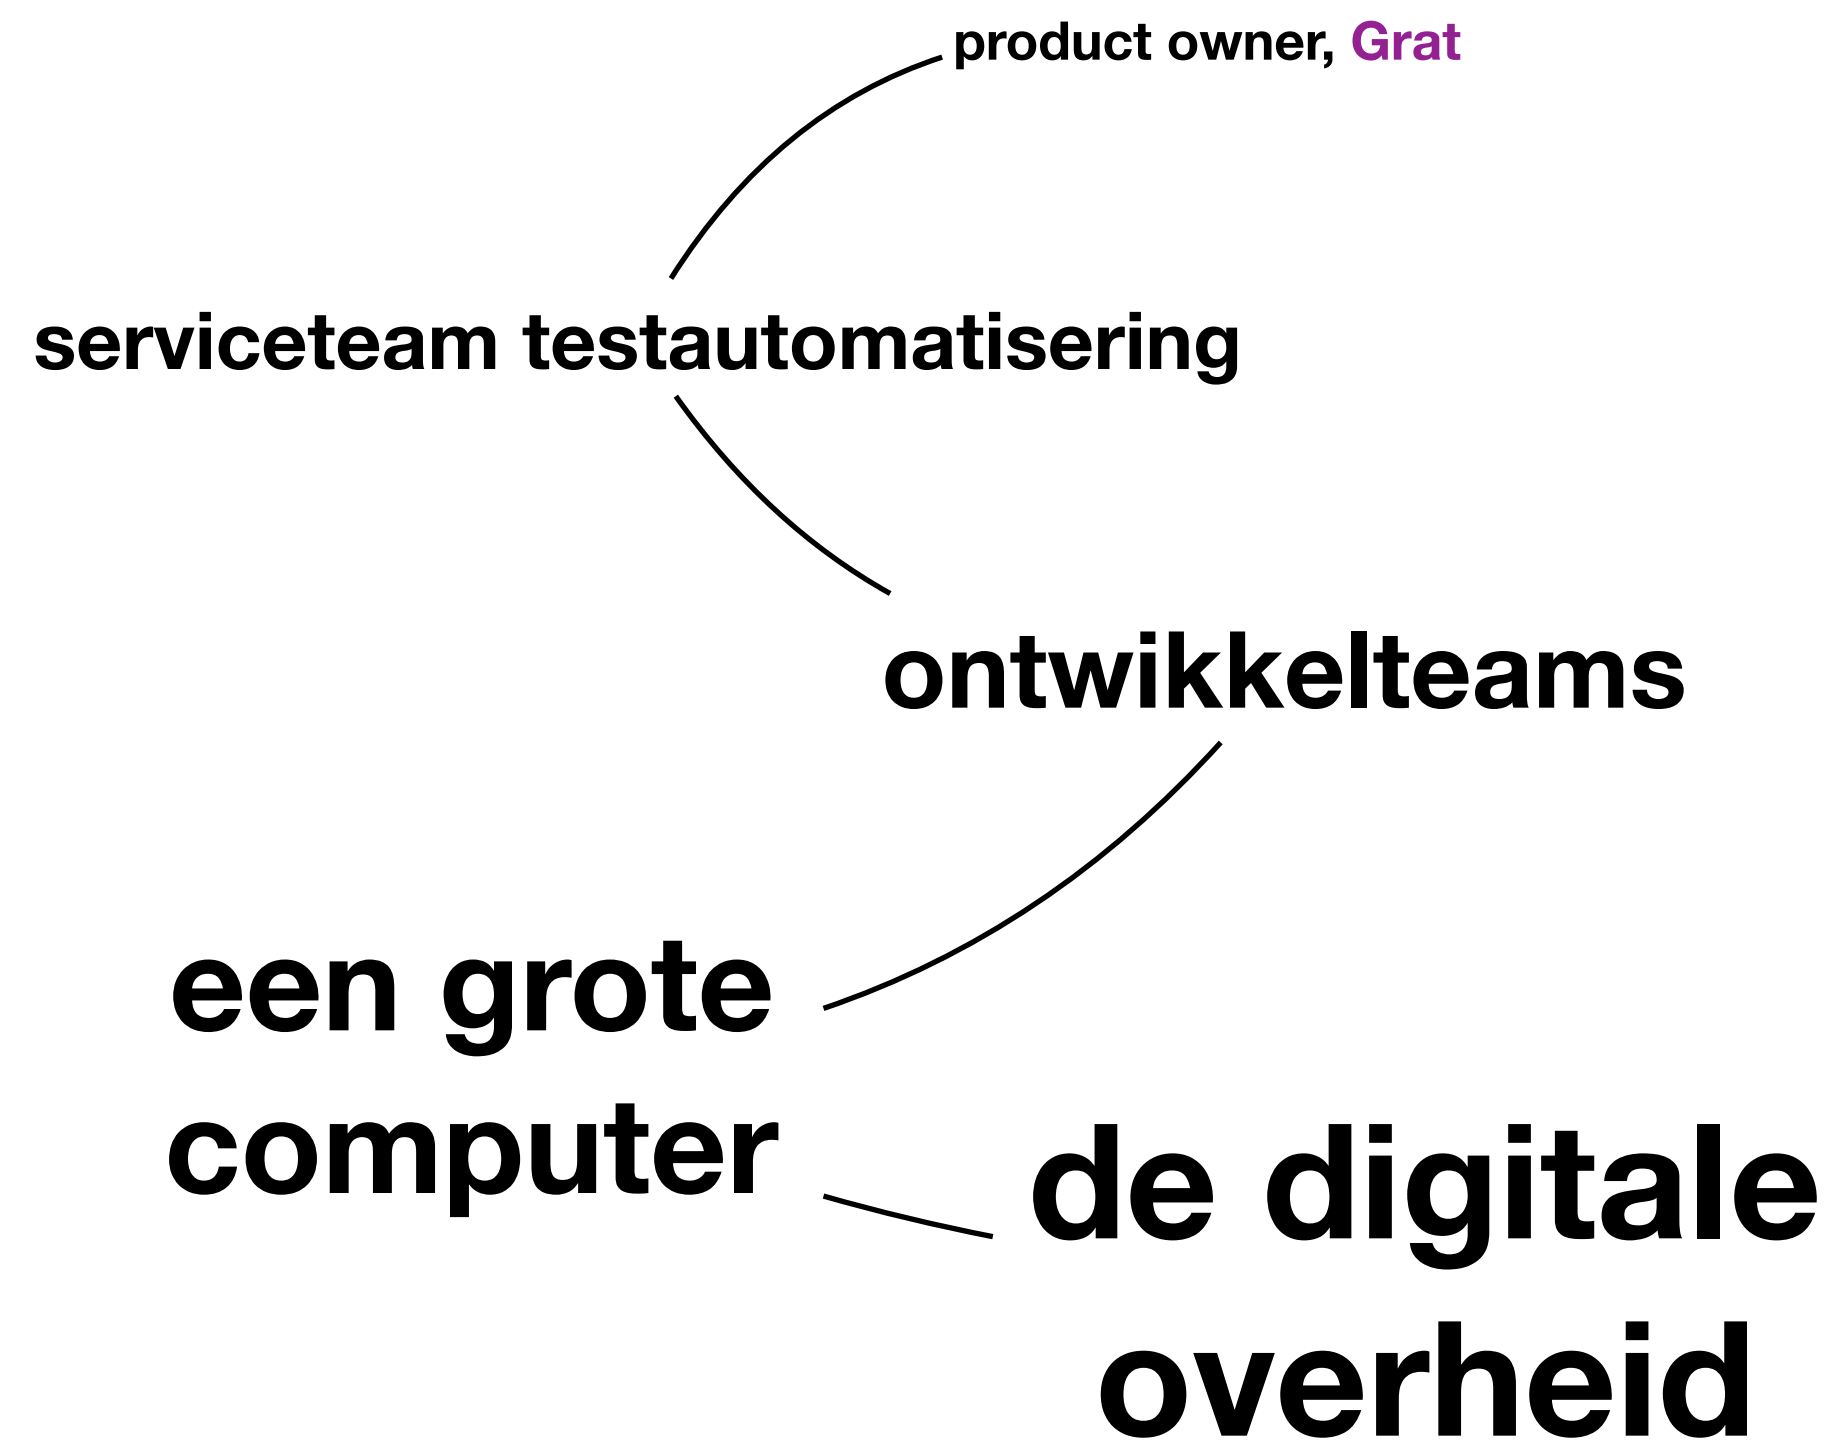 product owner, Grat
serviceteam testautomatisering
ontwikkelteams
een grote
computer
de digitale
overheid